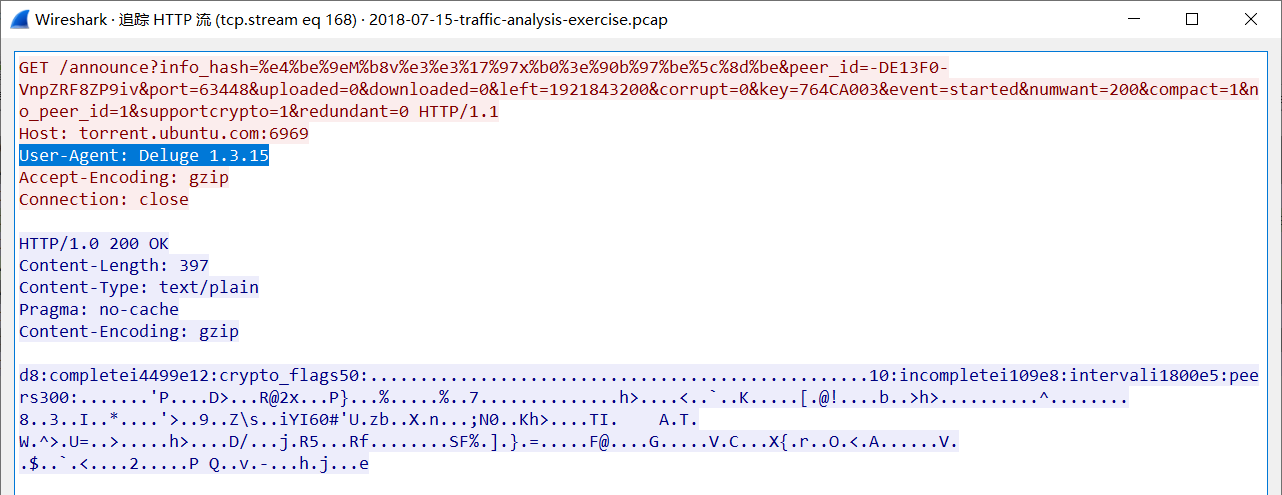 Wireshark · 追踪 HTTP 流 (tcp.stream eq 168) · 2018-07-15-traffic-analysis-exercise.pcap
GET /announce?info_hash=%e4%be%9eM%b8v%e3%e3%17%97x%b0%3e%90b%97%be%5c%8d%be&peer_id=-DE13F0-
VnpZRF8ZP9iv&port=63448&uploaded=0&downloaded=0&left=1921843200&corrupt=0&key=764CA003&event=started&numwant=200&compact=1&n
o_peer_id=1&supportcrypto=1&redundant=0 HTTP/1.1
Host: torrent.ubuntu.com:6969
User-Agent: Deluge 1.3.15
Accept-Encoding: gzip
Connection: close
HTTP/1.0 200 OK
Content-Length: 397
Content-Type: text/plain
Pragma: no-cache
Content-Encoding: gzip
d8:completei4499e12:crypto_flags50:..................................................10:incompletei109e8:intervali1800e5:pee
rs300:........'P....D>...R@2x...P}...%.....%..7..............h>....<..`..K.....[.@!....b..>h>..........^........
8..3..I..*....'>..9..Z\s..iYI60#'U.zb..X.n...;N0..Kh>....TI.    A.T.
W.^>.U=..>.....h>....D/...j.R5...Rf........SF%.].}.=.....F@....G.....V.C...X{.r..O.<.A......V.
.$..`.<....2.....P Q..v.-...h.j...e